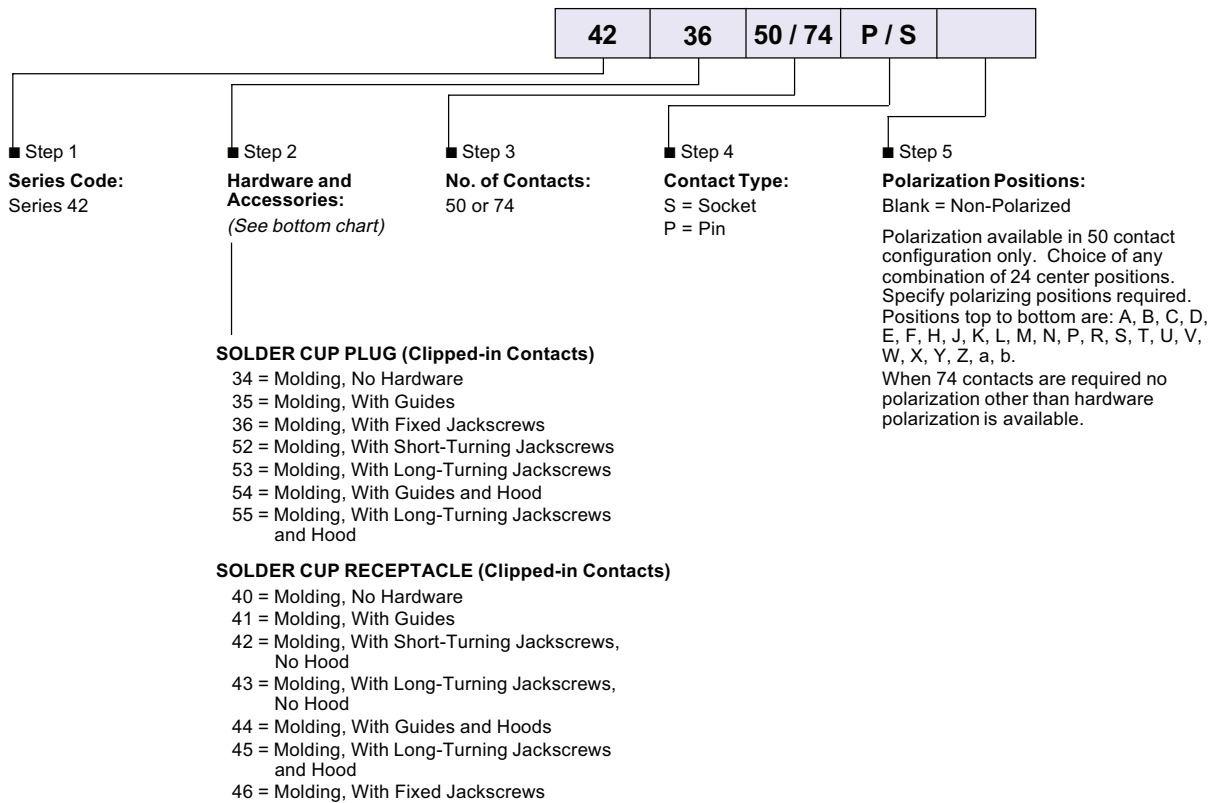 42 36 50 / 74 P / S
■ Step 1
Series Code:
Series 42
■ Step 2
Hardware and
Accessories:
(See bottom chart)
■ Step 3
No. of Contacts:
50 or 74
■ Step 4
Contact Type:
S = Socket
P = Pin
■ Step 5
Polarization Positions:
Blank = Non-Polarized
Polarization available in 50 contact
configuration only. Choice of any
combination of 24 center positions.
Specify polarizing positions required.
Positions top to bottom are: A, B, C, D,
E, F, H, J, K, L, M, N, P, R, S, T, U, V,
W, X, Y, Z, a, b.
When 74 contacts are required no
polarization other than hardware
polarization is available.
SOLDER CUP PLUG (Clipped-in Contacts)
34 = Molding, No Hardware
35 = Molding, With Guides
36 = Molding, With Fixed Jackscrews
52 = Molding, With Short-Turning Jackscrews
53 = Molding, With Long-Turning Jackscrews
54 = Molding, With Guides and Hood
55 = Molding, With Long-Turning Jackscrews
and Hood
SOLDER CUP RECEPTACLE (Clipped-in Contacts)
40 = Molding, No Hardware
41 = Molding, With Guides
42 = Molding, With Short-Turning Jackscrews,
No Hood
43 = Molding, With Long-Turning Jackscrews,
No Hood
44 = Molding, With Guides and Hoods
45 = Molding, With Long-Turning Jackscrews
and Hood
46 = Molding, With Fixed Jackscrews